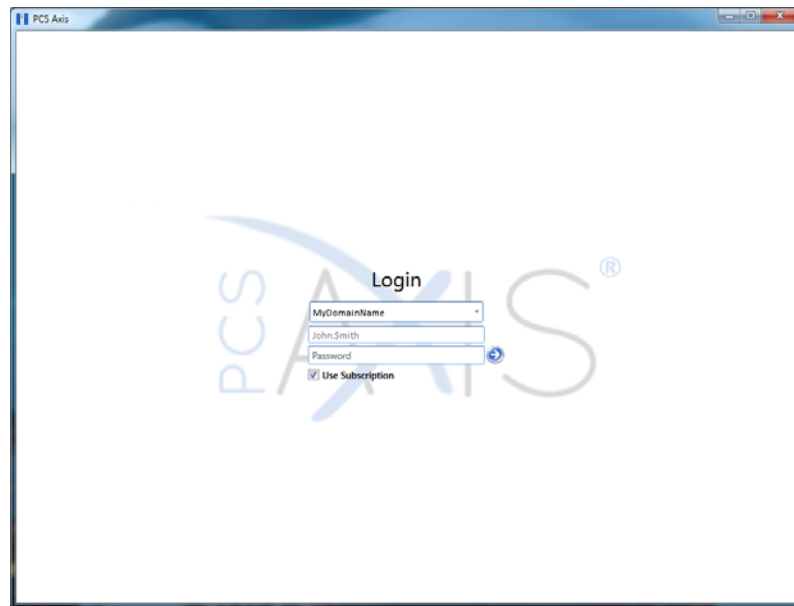 PCS Axis
PCS
AXIS®
Login
MyDomainName
John.Smith
Password
Use Subscription